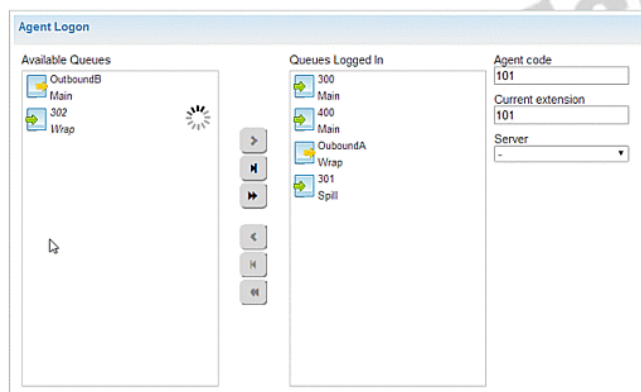 Agent Logon
Available Queues
OutboundB
Main
302
Wrap
Queues Logged In
300
Main
400
Main
OuboundA
Wrap
301
Spill
Agent code
101
Current extension
101
Server
-